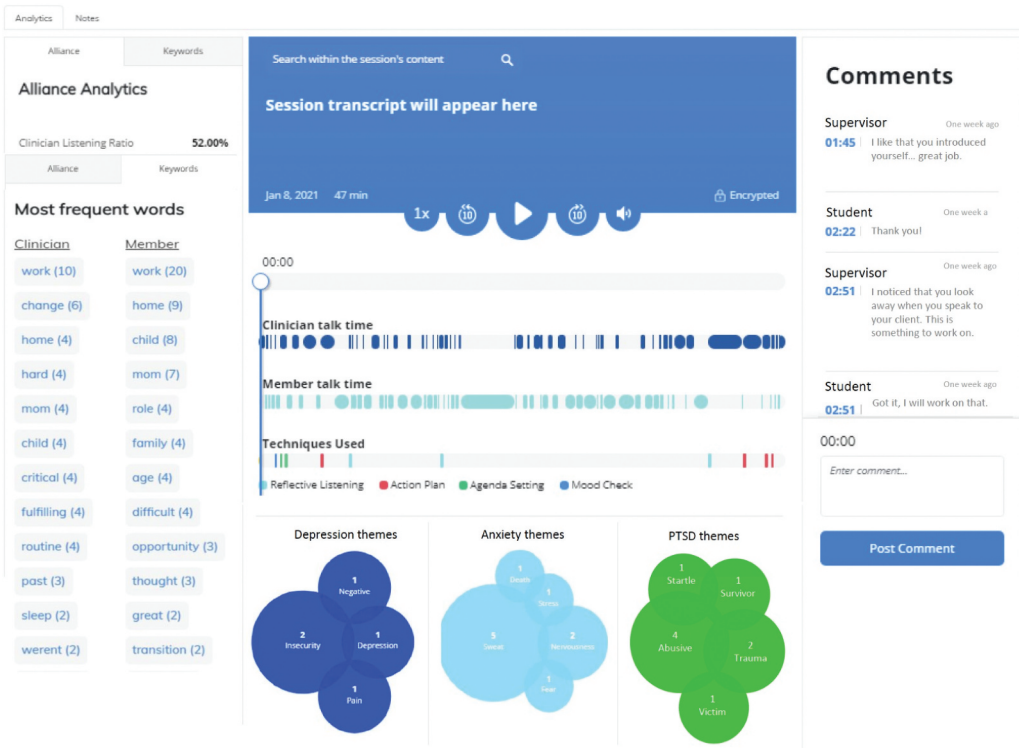 Analytics Notes
Alliance Keywords
Alliance Analytics
Clinician Listening Ratio 52.00%
Alliance Keywords
Most frequent words
Clinician Member
work (10) work (20)
change (6) home (9)
home (4) child (8)
hard (4) mom (7)
mom (4) role (4)
child (4) family (4)
critical (4) age (4)
fulfilling (4) difficult (4)
routine (4) opportunity (3)
past (3) thought (3)
sleep (2) great (2)
werent (2) transition (2)
Search within the session's content
Session transcript will appear here
Jan 8, 2021 47 min Encrypted
1x 10 10
00:00
Clinician talk time
Member talk time
Techniques Used
Reflective Listening Action Plan Agenda Setting Mood Check
Depression themes
1
Negative
2
Insecurity
1
Depression
1
Pain
Anxiety themes
1
Death
1
5
Sweat
2
Nervousness
1
Fear
PTSD themes
1
Startle
1
Survivor
4
Abusive
2
Trauma
1
Victim
Comments
Supervisor One week ago
01:45 I like that you introduced
yourself... great job.
Student One week a
02:22 Thank you!
Supervisor One week ago
02:51 I noticed that you look
away when you speak to
your client. This is
something to work on.
Student One week ago
02:51 Got it, I will work on that.
00:00
Enter comment...
Post Comment